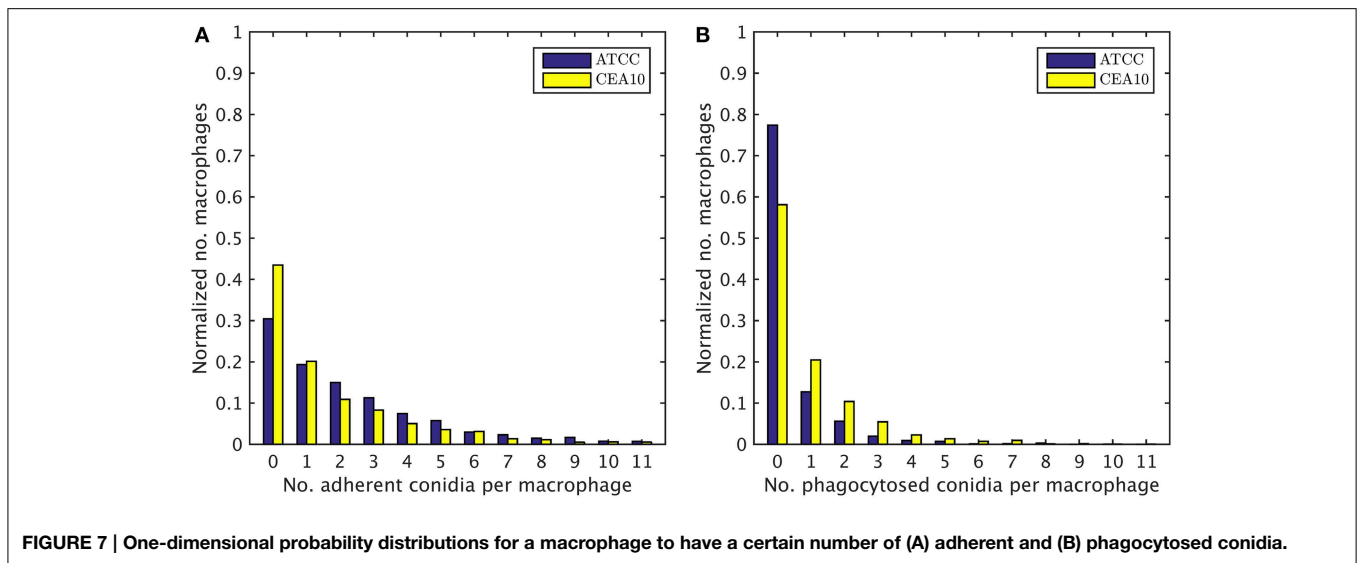 A
1
0.9
0.8
0.7
0.6
0.5
0.4
0.3
0.2
0.1
0
Normalized no. macrophages
ATCC
CEA10
0 1 2 3 4 5 6 7 8 9 10 11
No. adherent conidia per macrophage
B
1
0.9
0.8
0.7
0.6
0.5
0.4
0.3
0.2
0.1
0
Normalized no. macrophages
ATCC
CEA10
0 1 2 3 4 5 6 7 8 9 10 11
No. phagocytosed conidia per macrophage
FIGURE 7 | One-dimensional probability distributions for a macrophage to have a certain number of (A) adherent and (B) phagocytosed conidia.